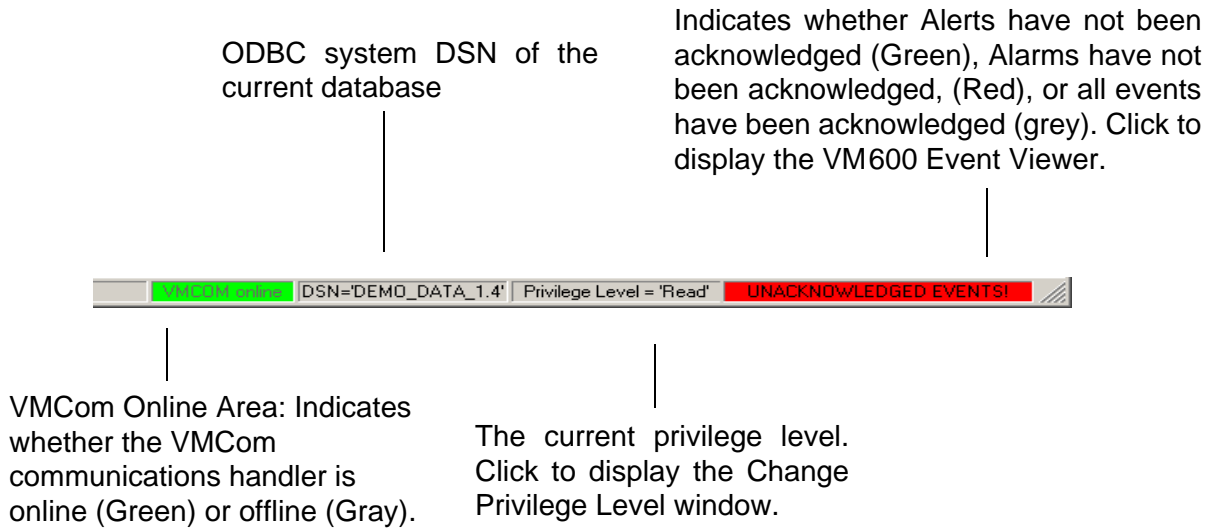 ODBC system DSN of the
current database
Indicates whether Alerts have not been
acknowledged (Green), Alarms have not
been acknowledged, (Red), or all events
have been acknowledged (grey). Click to
display the VM600 Event Viewer.
VMCOM online DSN='DEMO_DATA_1.4' Privilege Level = 'Read' UNACKNOWLEDGED EVENTS!
VMCom Online Area: Indicates
whether the VMCom
communications handler is
online (Green) or offline (Gray).
The current privilege level.
Click to display the Change
Privilege Level window.